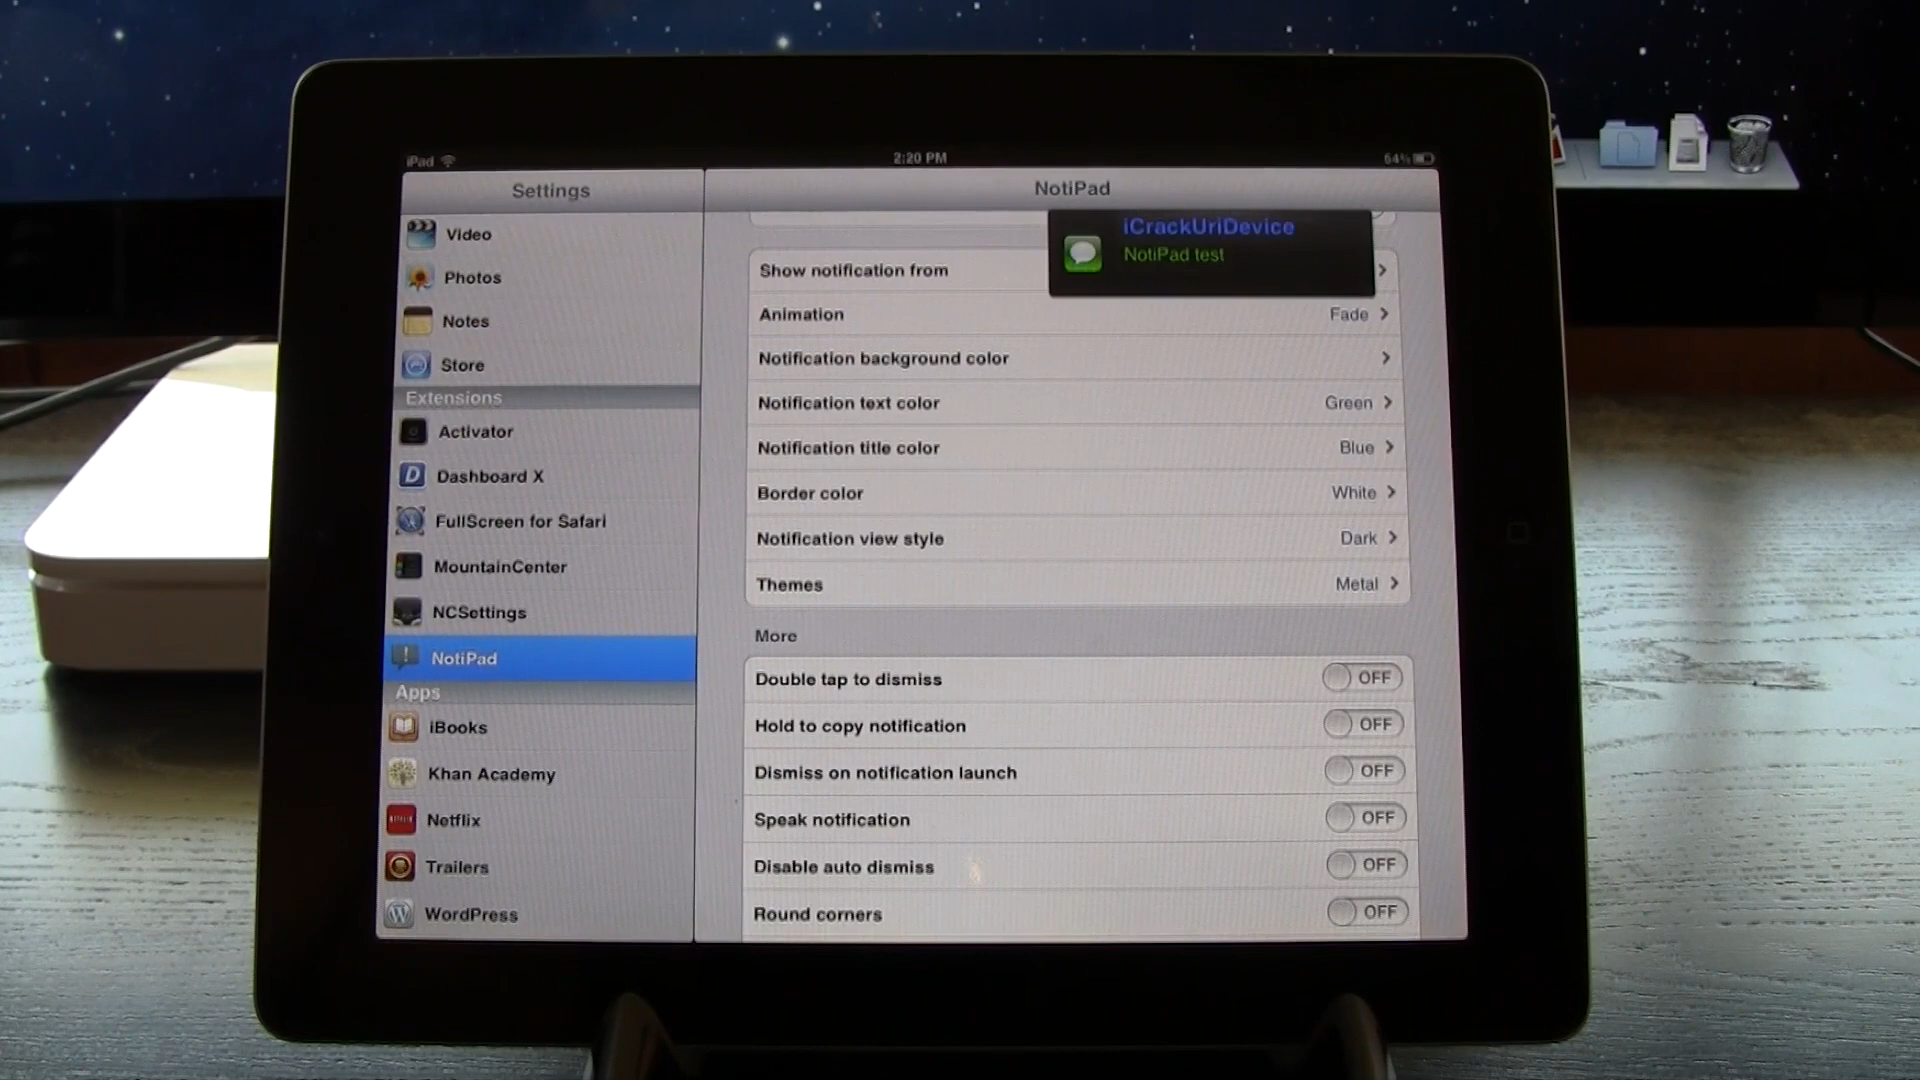 iPad 2:20 PM 64%
Settings
Video
Photos
Notes
Store
Extensions
Activator
Dashboard X
FullScreen for Safari
MountainCenter
NCSettings
NotiPad
Apps
iBooks
Khan Academy
Netflix
Trailers
WordPress
NotiPad
iCrackUriDevice
NotiPad test
Show notification from
Animation Fade
Notification background color
Notification text color Green
Notification title color Blue
Border color White
Notification view style Dark
Themes Metal
More
Double tap to dismiss OFF
Hold to copy notification OFF
Dismiss on notification launch OFF
Speak notification OFF
Disable auto dismiss OFF
Round corners OFF